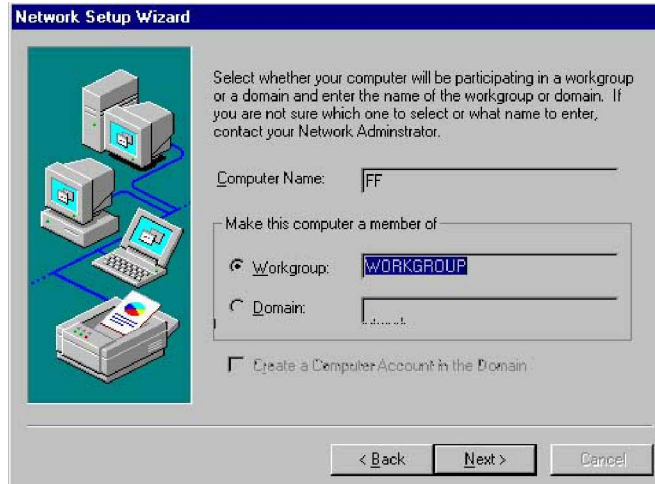 Network Setup Wizard
Select whether your computer will be participating in a workgroup
or a domain and enter the name of the workgroup or domain. If
you are not sure which one to select or what name to enter,
contact your Network Adminstrator.
Computer Name: FF
Make this computer a member of
Workgroup: WORKGROUP
Domain:
Create a Computer Account in the Domain
< Back Next > Cancel